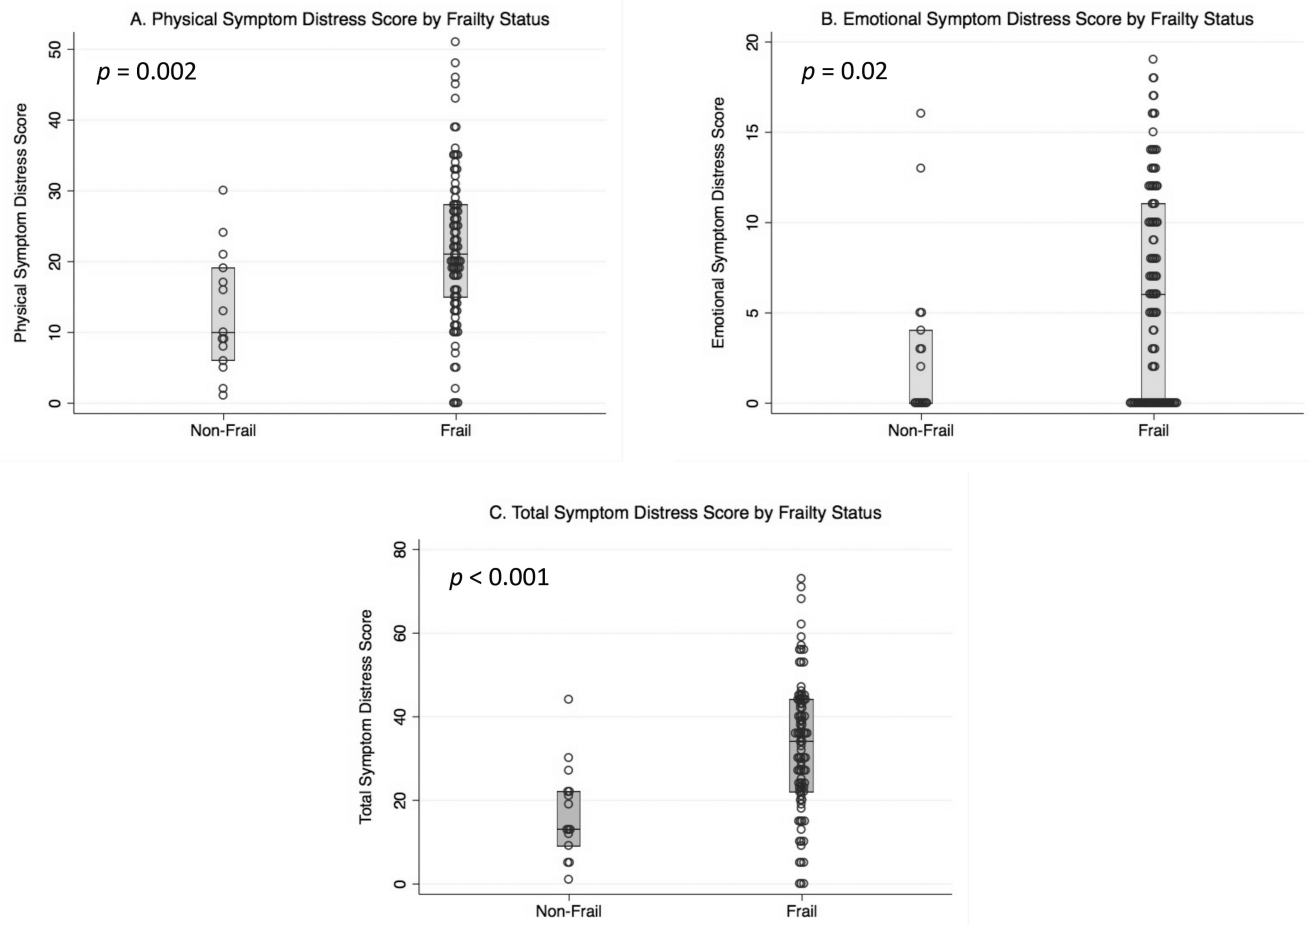 A. Physical Symptom Distress Score by Frailty Status
p = 0.002
Physical Symptom Distress Score
50
40
30
20
10
0
Non-Frail
Frail
B. Emotional Symptom Distress Score by Frailty Status
p = 0.02
Emotional Symptom Distress Score
20
15
10
5
0
Non-Frail
Frail
C. Total Symptom Distress Score by Frailty Status
p < 0.001
Total Symptom Distress Score
80
60
40
20
0
Non-Frail
Frail